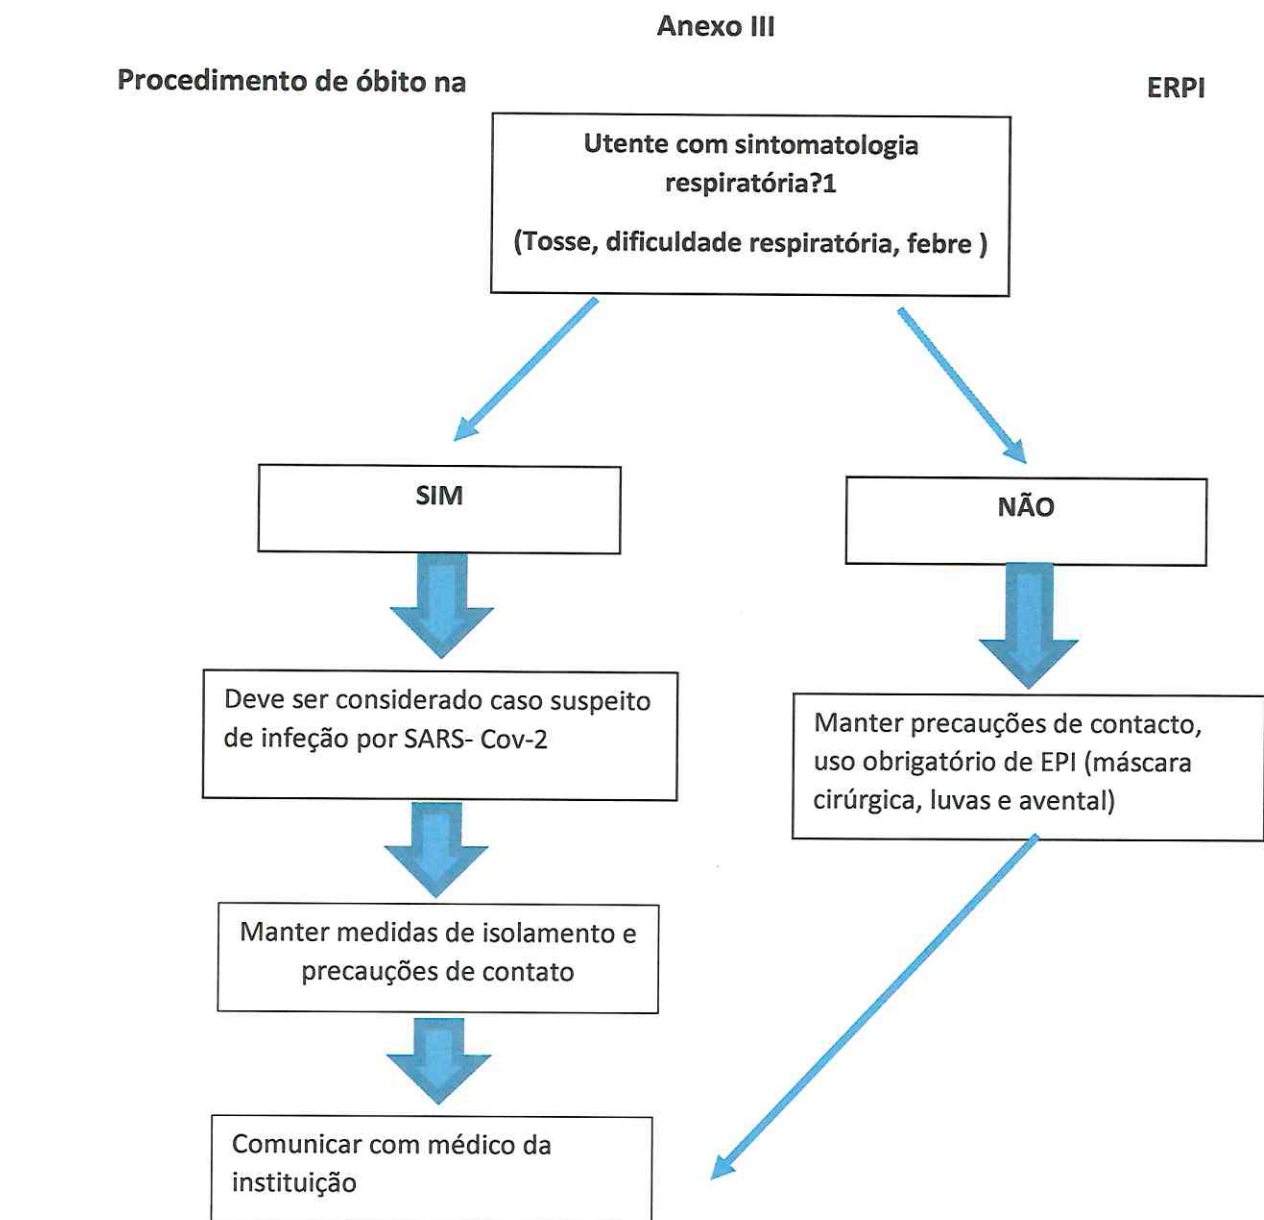 Anexo III
Procedimento de óbito na ERPI
Utente com sintomatologia
respiratória?1
(Tosse, dificuldade respiratória, febre )
SIM
NÃO
Deve ser considerado caso suspeito
de infeção por SARS- Cov-2
Manter precauções de contacto,
uso obrigatório de EPI (máscara
cirúrgica, luvas e avental)
Manter medidas de isolamento e
precauções de contato
Comunicar com médico da
instituição